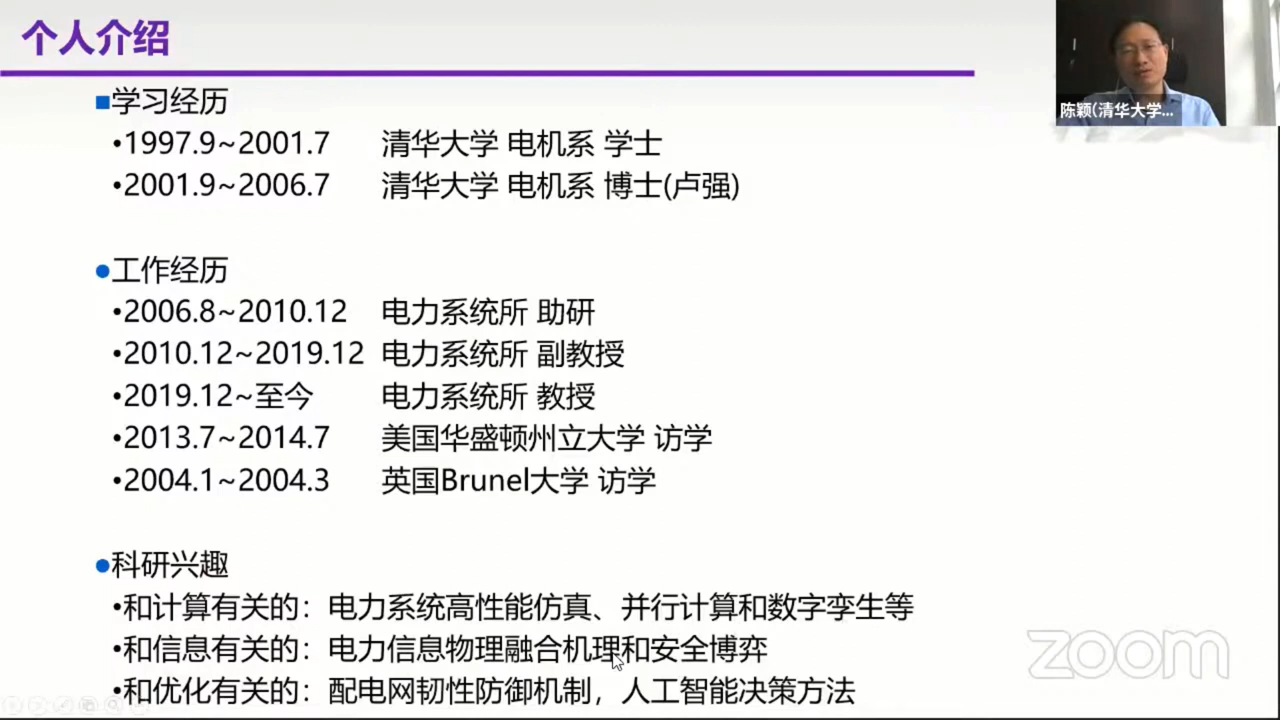 个人介绍
陈颖(清华大学...
■学习经历
•1997.9~2001.7 清华大学 电机系 学士
•2001.9~2006.7 清华大学 电机系 博士(卢强)
●工作经历
•2006.8~2010.12 电力系统所 助研
•2010.12~2019.12 电力系统所 副教授
•2019.12~至今 电力系统所 教授
•2013.7~2014.7 美国华盛顿州立大学 访学
•2004.1~2004.3 英国Brunel大学 访学
●科研兴趣
•和计算有关的：电力系统高性能仿真、并行计算和数字孪生等
•和信息有关的：电力信息物理融合机理和安全博弈
•和优化有关的：配电网韧性防御机制，人工智能决策方法
zoom